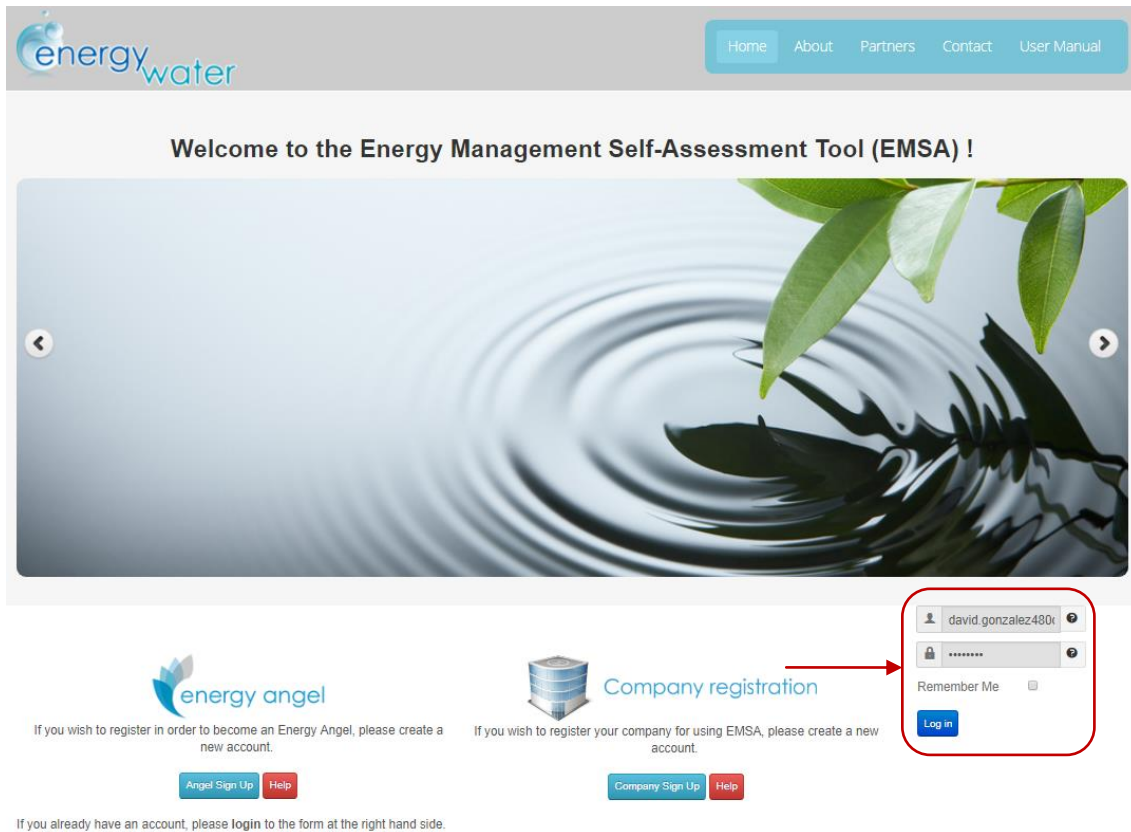 energy water
Home About Partners Contact User Manual
Welcome to the Energy Management Self-Assessment Tool (EMSA) !
energy angel
If you wish to register in order to become an Energy Angel, please create a
new account.
Angel Sign Up Help
If you already have an account, please login to the form at the right hand side.
Company registration
If you wish to register your company for using EMSA, please create a new
account.
Company Sign Up Help
david.gonzalez480
••••••••
Remember Me
Log in